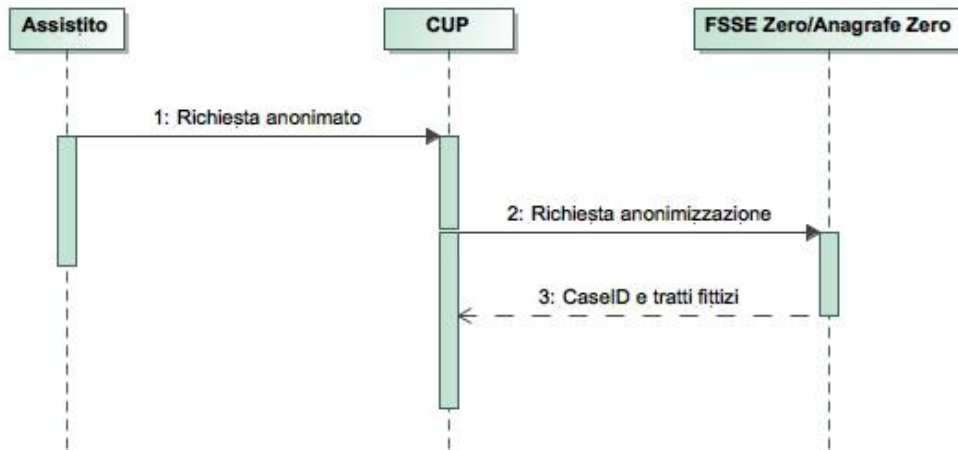 Assistito
CUP
FSSE Zero/Anagrafe Zero
1: Richiesta anonimato
2: Richiesta anonimizzazione
3: CaseID e tratti fittizi